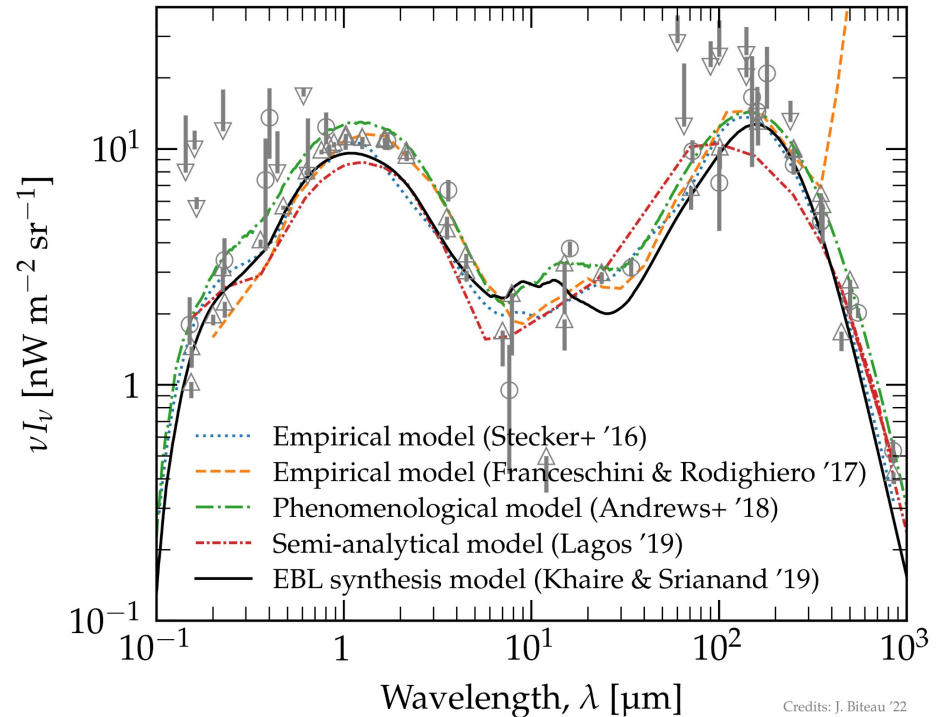 νI_ν [nW m⁻² sr⁻¹]
10¹
1
10⁻¹
Empirical model (Stecker+ ’16)
Empirical model (Franceschini & Rodighiero ’17)
Phenomenological model (Andrews+ ’18)
Semi-analytical model (Lagos ’19)
EBL synthesis model (Khaire & Srianand ’19)
10⁻¹ 1 10¹ 10² 10³
Wavelength, λ [µm]
Credits: J. Biteau ’22